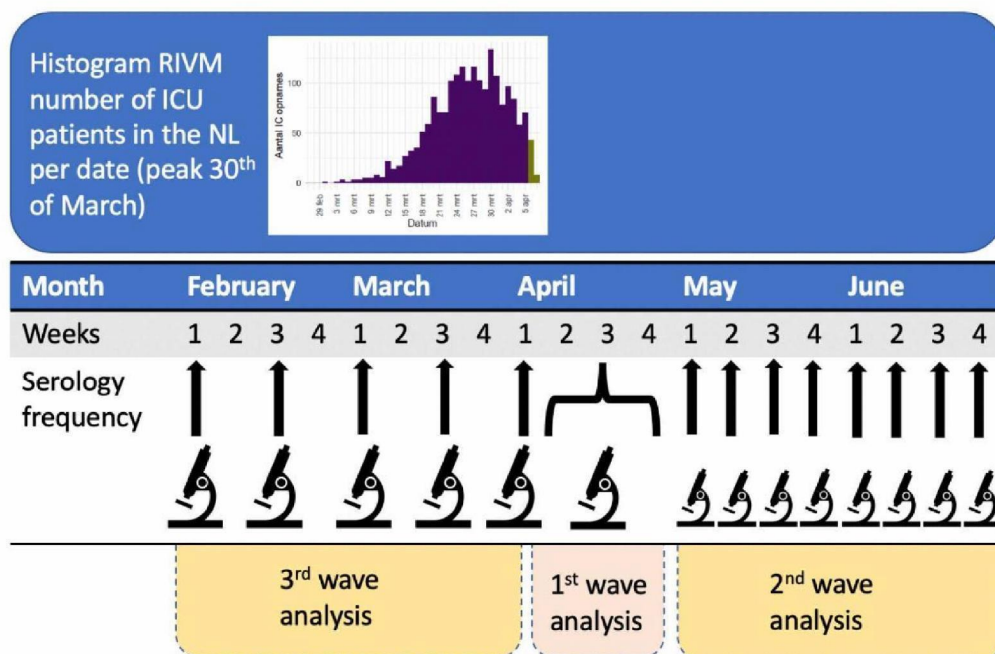 Histogram RIVM
number of ICU
patients in the NL
per date (peak 30th
of March)
Aantal IC opnames
100
50
0
29 feb 3 mrt 6 mrt 9 mrt 12 mrt 15 mrt 18 mrt 21 mrt 24 mrt 27 mrt 30 mrt 2 apr 5 apr
Datum
Month February March April May June
Weeks 1 2 3 4 1 2 3 4 1 2 3 4 1 2 3 4 1 2 3 4
Serology
frequency
3rd wave
analysis
1st wave
analysis
2nd wave
analysis